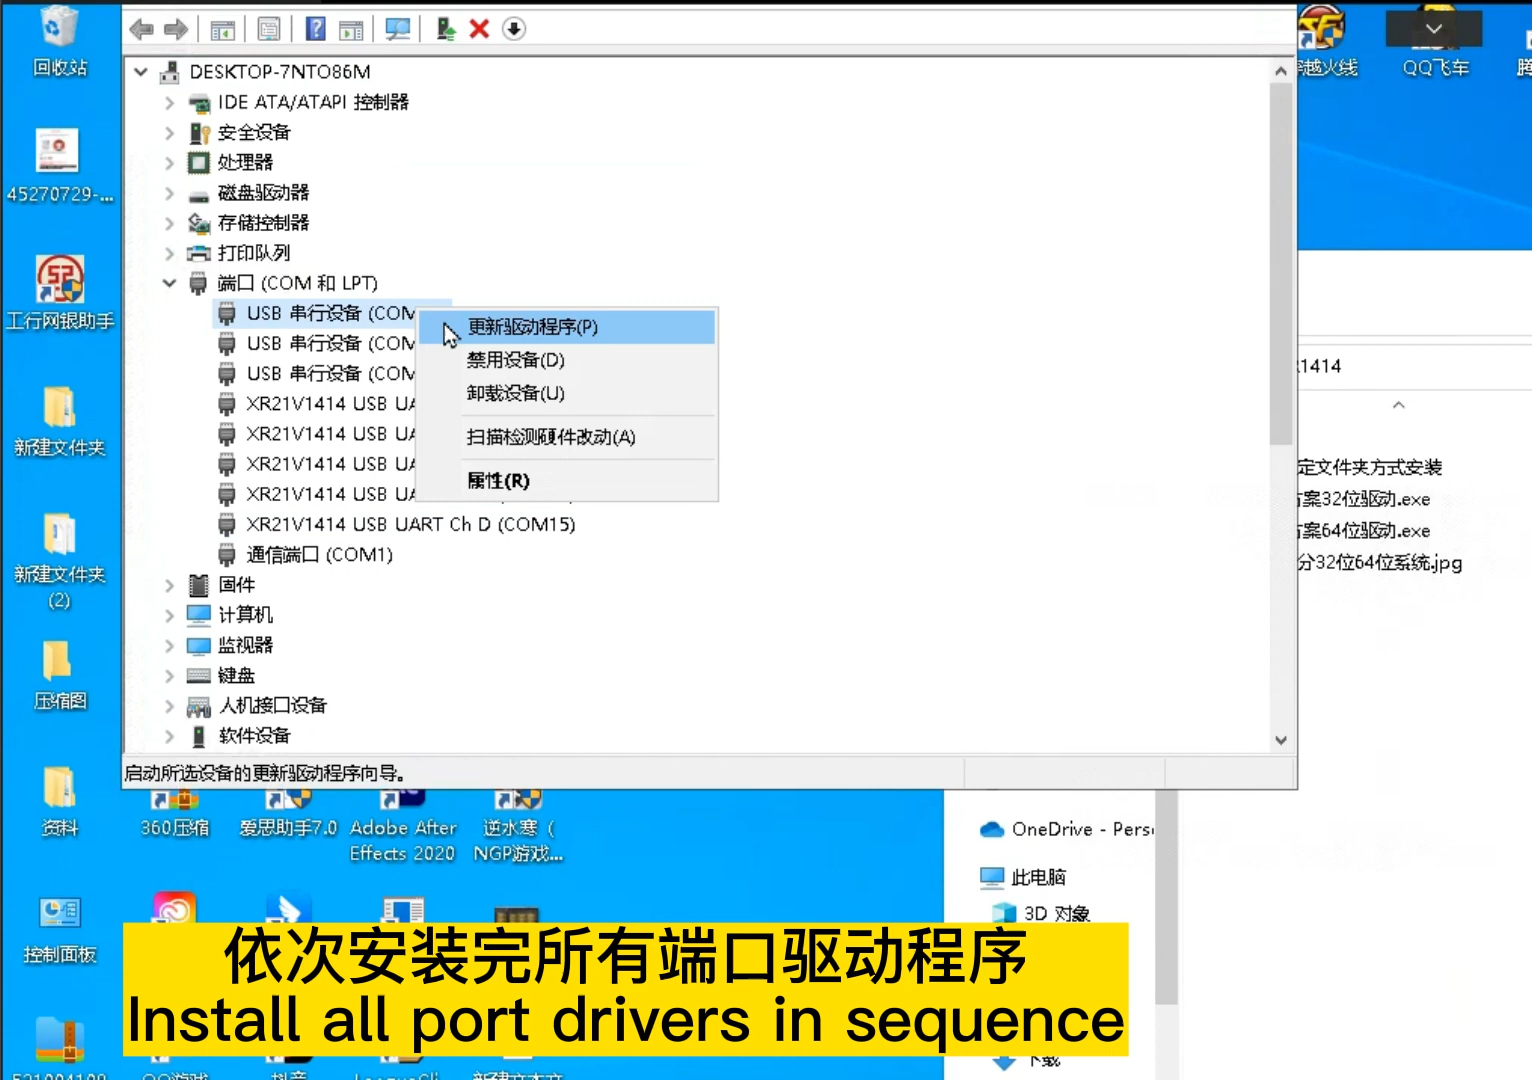 回收站
45270729-...
工行网银助手
新建文件夹
新建文件夹
(2)
压缩图
资料
控制面板
DESKTOP-7NTO86M
IDE ATA/ATAPI 控制器
安全设备
处理器
磁盘驱动器
存储控制器
打印队列
端口 (COM 和 LPT)
USB 串行设备 (COM
USB 串行设备 (COM
USB 串行设备 (COM
XR21V1414 USB UA
XR21V1414 USB UA
XR21V1414 USB UA
XR21V1414 USB UA
XR21V1414 USB UART Ch D (COM15)
通信端口 (COM1)
固件
计算机
监视器
键盘
人机接口设备
软件设备
更新驱动程序(P)
禁用设备(D)
卸载设备(U)
扫描检测硬件改动(A)
属性(R)
启动所选设备的更新驱动程序向导。
越火线
QQ飞车
1414
定文件夹方式安装
案32位驱动.exe
案64位驱动.exe
分32位64位系统.jpg
360压缩
爱思助手7.0
Adobe After
Effects 2020
逆水寒（
NGP游戏...
OneDrive - Pers
此电脑
3D 对象
下载
依次安装完所有端口驱动程序
Install all port drivers in sequence